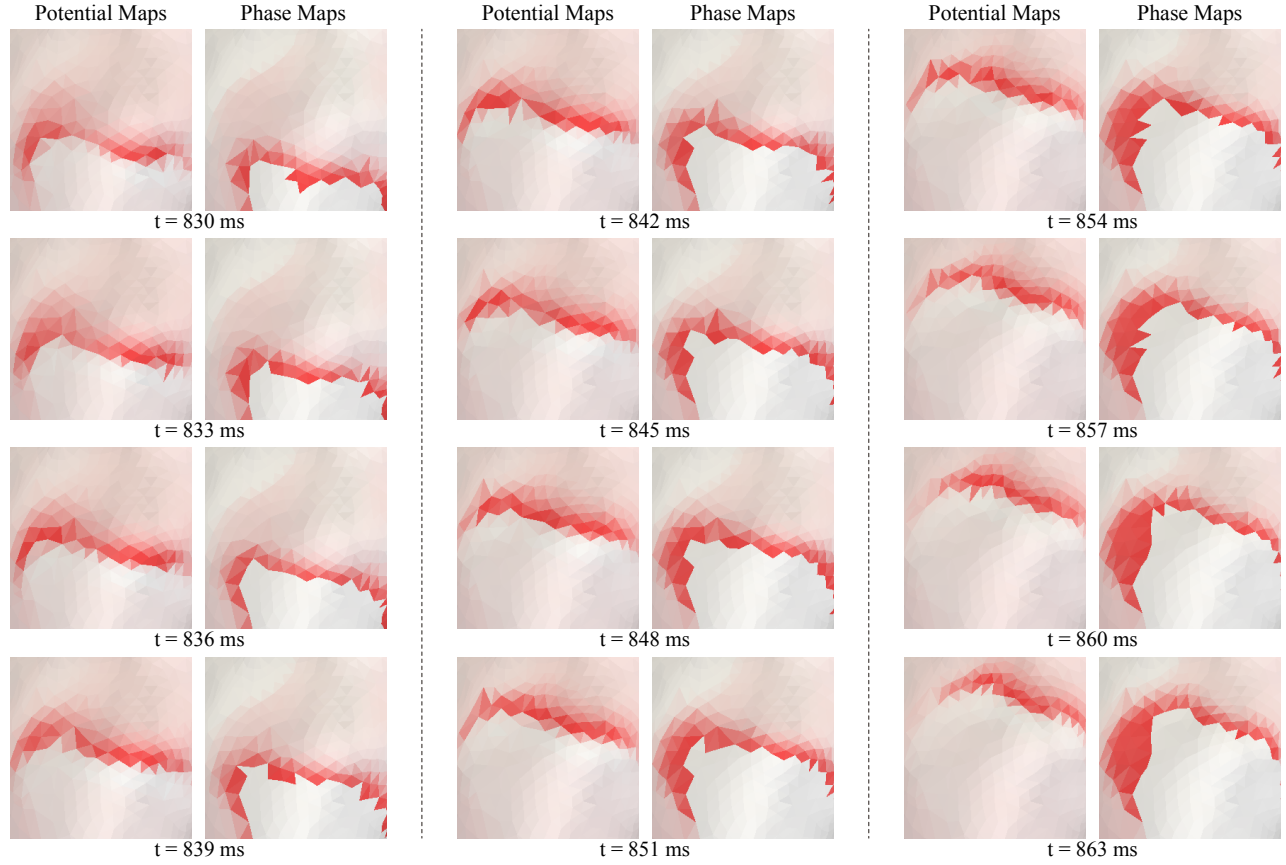 Potential Maps Phase Maps Potential Maps Phase Maps Potential Maps Phase Maps
t = 830 ms t = 842 ms t = 854 ms
t = 833 ms t = 845 ms t = 857 ms
t = 836 ms t = 848 ms t = 860 ms
t = 839 ms t = 851 ms t = 863 ms